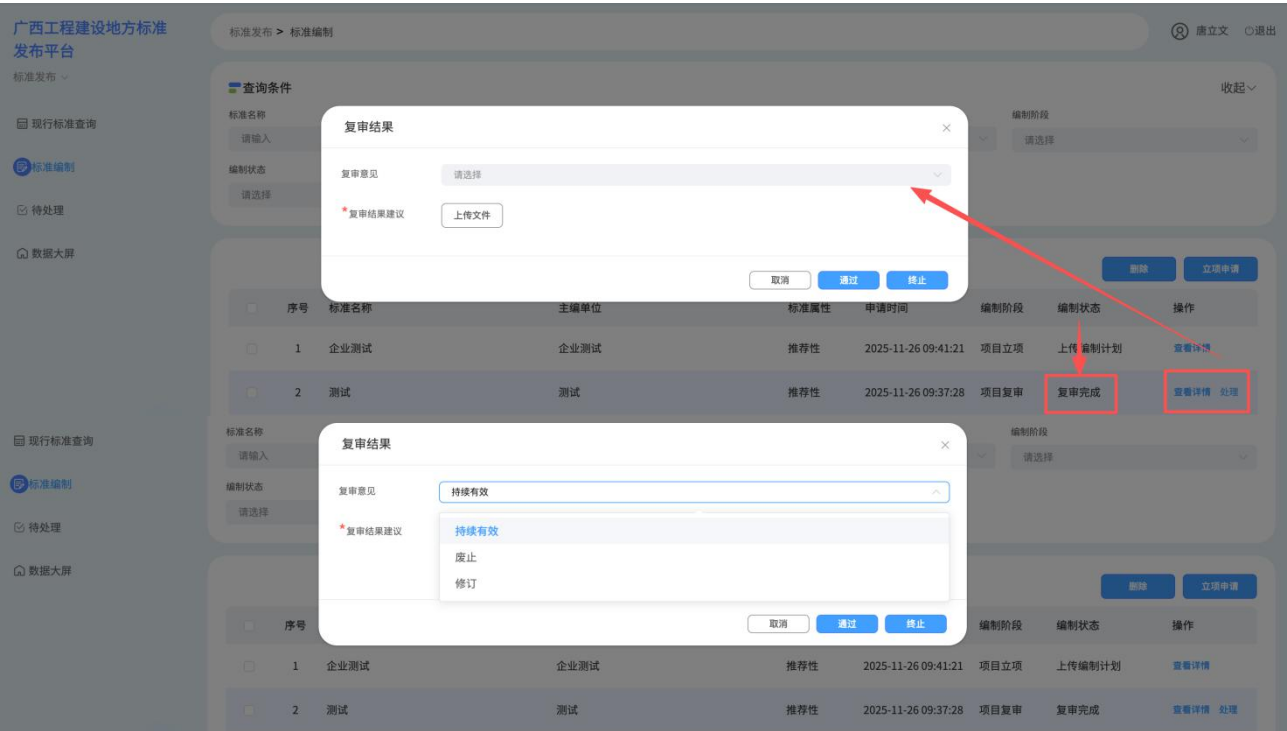 广西工程建设地方标准
发布平台
标准发布
标准发布 > 标准编制
唐立文 退出
现行标准查询
标准编制
待处理
数据大屏
查询条件 收起
标准名称 编制阶段
请输入 请选择
编制状态
请选择
复审结果
复审意见 请选择
*复审结果建议 上传文件
取消 通过 终止
删除 立项申请
序号 标准名称 主编单位 标准属性 申请时间 编制阶段 编制状态 操作
1 企业测试 企业测试 推荐性 2025-11-26 09:41:21 项目立项 上传编制计划 查看详情
2 测试 测试 推荐性 2025-11-26 09:37:28 项目复审 复审完成 查看详情 处理
现行标准查询
标准编制
待处理
数据大屏
标准名称 编制阶段
请输入 请选择
编制状态
请选择
复审结果
复审意见 持续有效
*复审结果建议
持续有效
废止
修订
取消 通过 终止
删除 立项申请
序号 编制阶段 编制状态 操作
1 企业测试 企业测试 推荐性 2025-11-26 09:41:21 项目立项 上传编制计划 查看详情
2 测试 测试 推荐性 2025-11-26 09:37:28 项目复审 复审完成 查看详情 处理